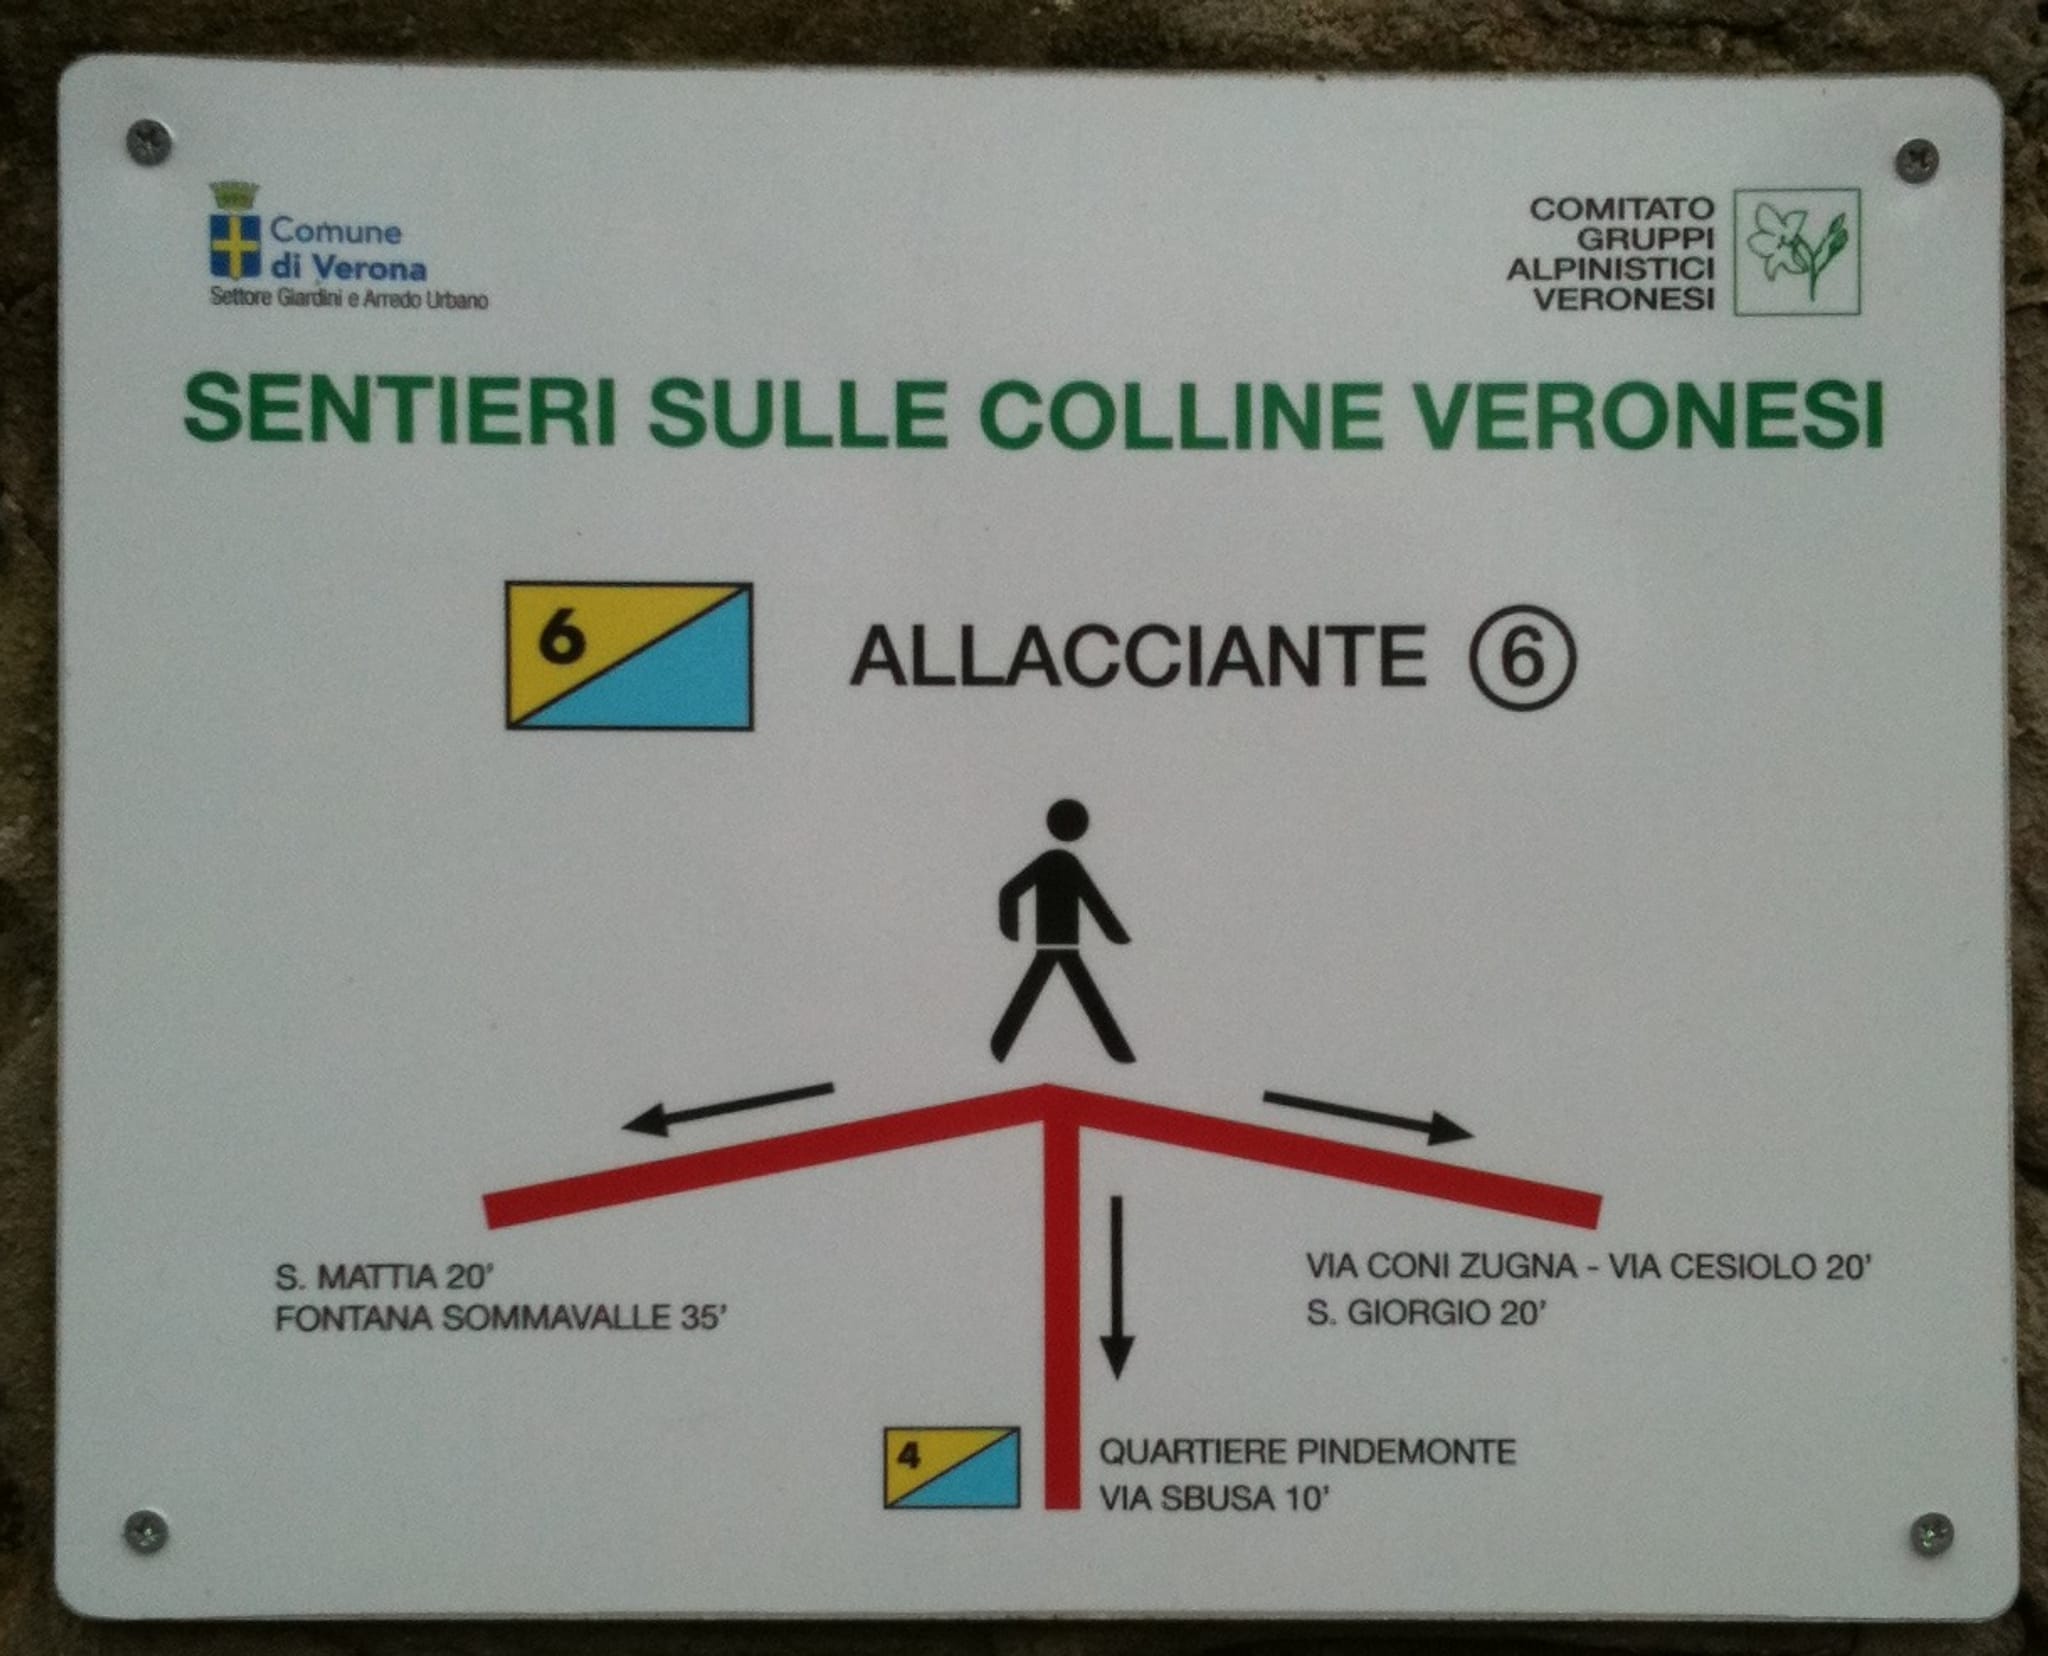 Comune
di Verona
Settore Giardini e Arredo Urbano
COMITATO
GRUPPI
ALPINISTICI
VERONESI
SENTIERI SULLE COLLINE VERONESI
6 ALLACCIANTE 6
S. MATTIA 20'
FONTANA SOMMAVALLE 35'
VIA CONI ZUGNA - VIA CESIOLO 20'
S. GIORGIO 20'
4
QUARTIERE PINDEMONTE
VIA SBUSA 10'